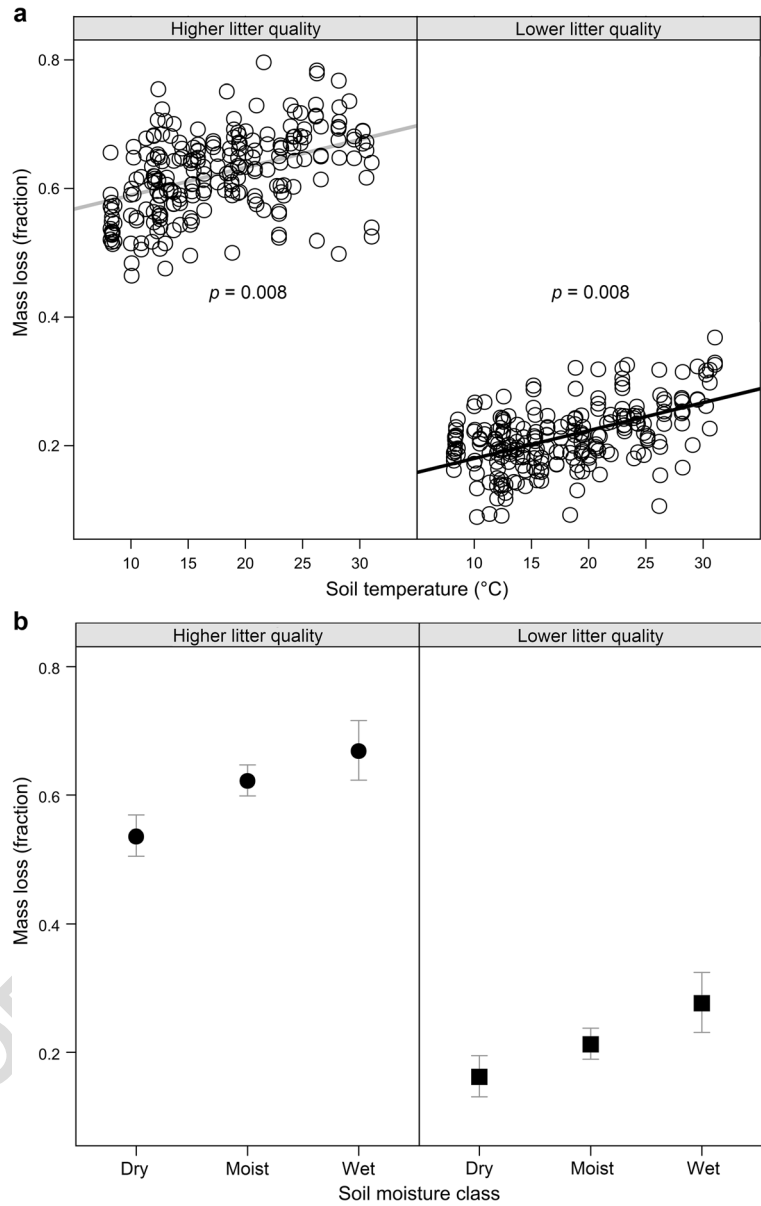 a
Higher litter quality
Lower litter quality
0.8
0.6
0.4
0.2
Mass loss (fraction)
p = 0.008
p = 0.008
10 15 20 25 30
10 15 20 25 30
Soil temperature (°C)
b
Higher litter quality
Lower litter quality
0.8
0.6
0.4
0.2
Mass loss (fraction)
Dry Moist Wet
Dry Moist Wet
Soil moisture class